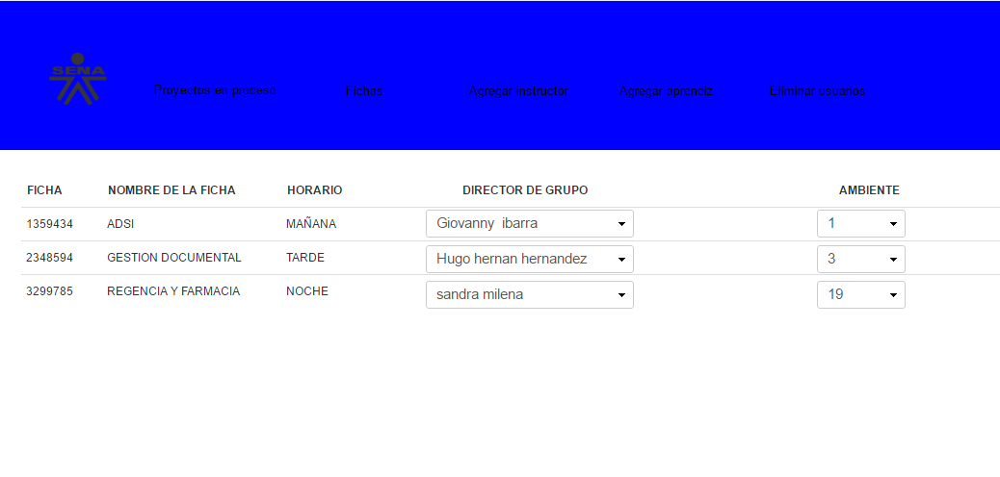 SENA
Proyectos en proceso Fichas Agregar instructor Agregar aprendiz Eliminar usuarios
FICHA NOMBRE DE LA FICHA HORARIO DIRECTOR DE GRUPO AMBIENTE
1359434 ADSI MAÑANA Giovanny ibarra 1
2348594 GESTION DOCUMENTAL TARDE Hugo hernan hernandez 3
3299785 REGENCIA Y FARMACIA NOCHE sandra milena 19